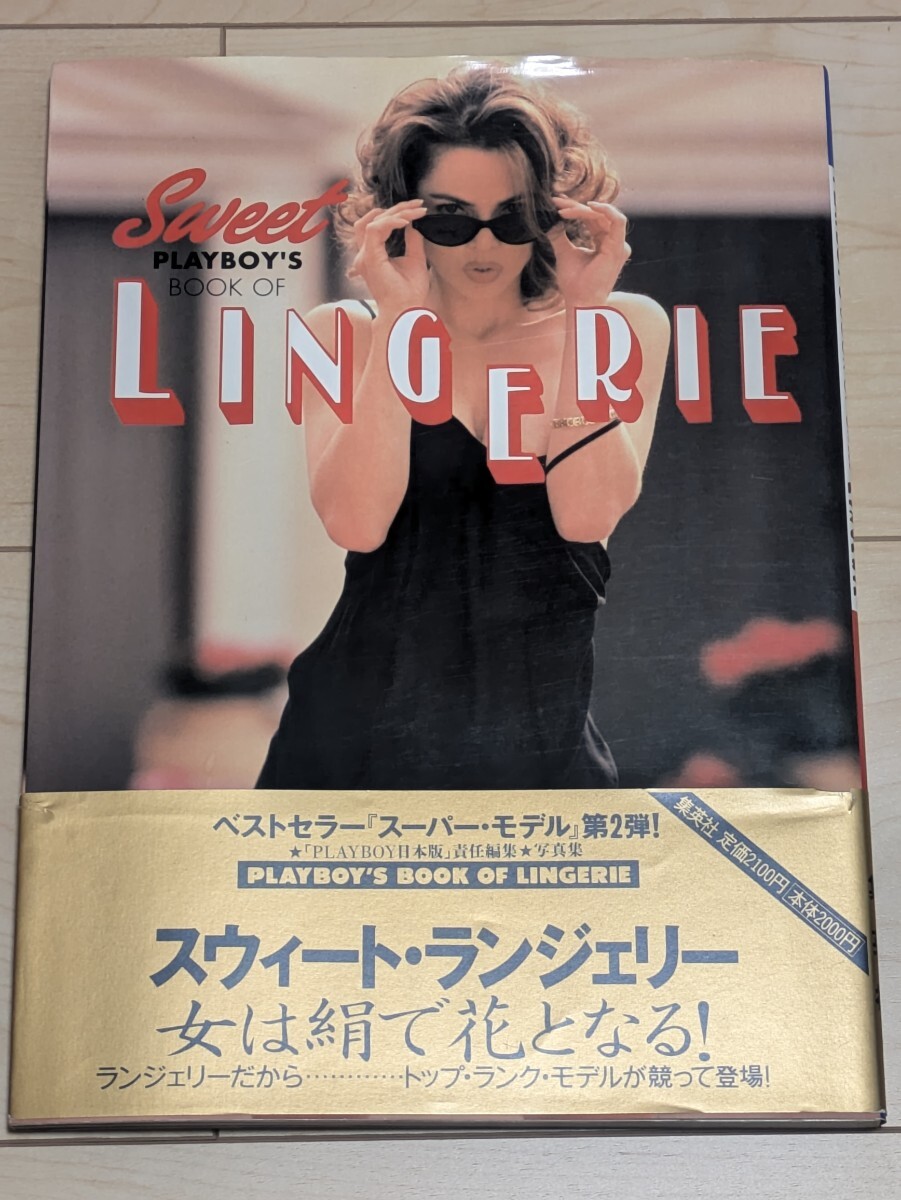 Sweet
PLAYBOY'S
BOOK OF
LINGERIE
ベストセラー『スーパー・モデル』第2弾!
★「PLAYBOY日本版」責任編集★写真集
PLAYBOY'S BOOK OF LINGERIE
集英社 定価2100円 本体2000円
スウィート・ランジェリー
女は絹で花となる!
ランジェリーだから…………トップ・ランク・モデルが競って登場!